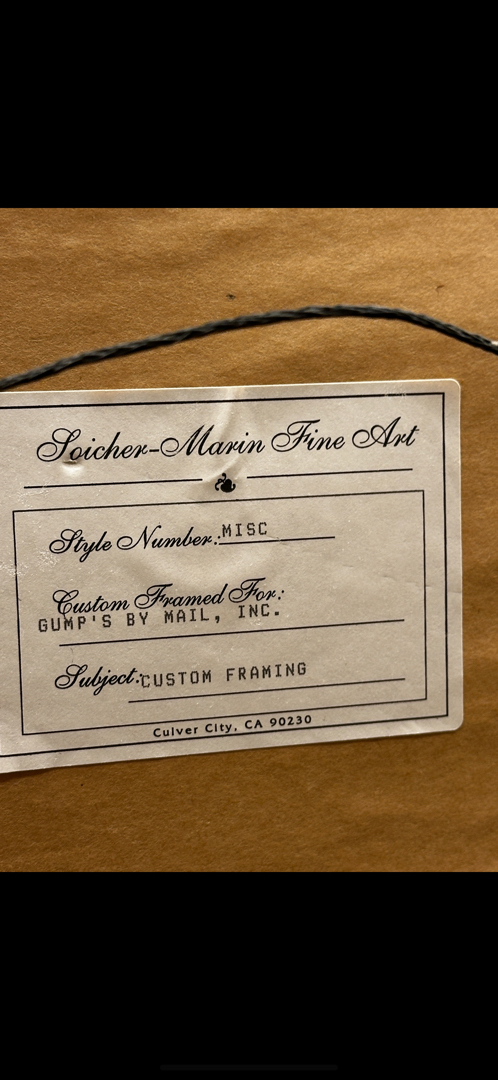 Soicher-Marin Fine Art
Style Number: MISC
Custom Framed For:
GUMP'S BY MAIL, INC.
Subject: CUSTOM FRAMING
Culver City, CA 90230